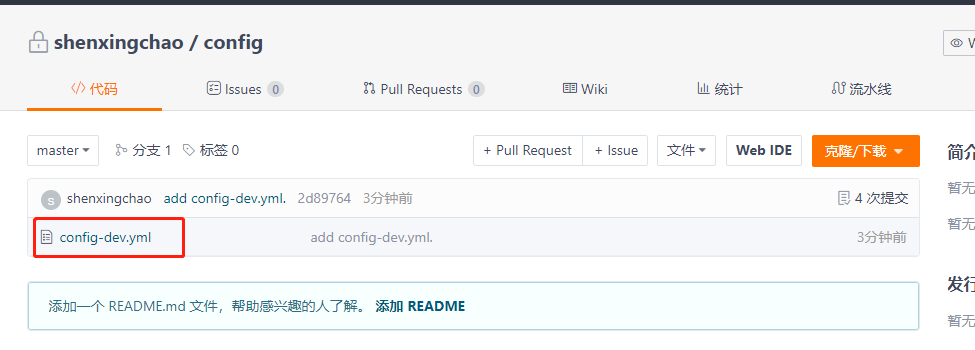 shenxingchao / config
W
代码 Issues 0 Pull Requests 0 Wiki 统计 流水线
master 分支 1 标签 0 + Pull Request + Issue 文件 Web IDE 克隆/下载
简介
暂无
暂无
s shenxingchao add config-dev.yml. 2d89764 3分钟前 4 次提交
config-dev.yml add config-dev.yml. 3分钟前
发行
暂无
添加一个 README.md 文件，帮助感兴趣的人了解。 添加 README